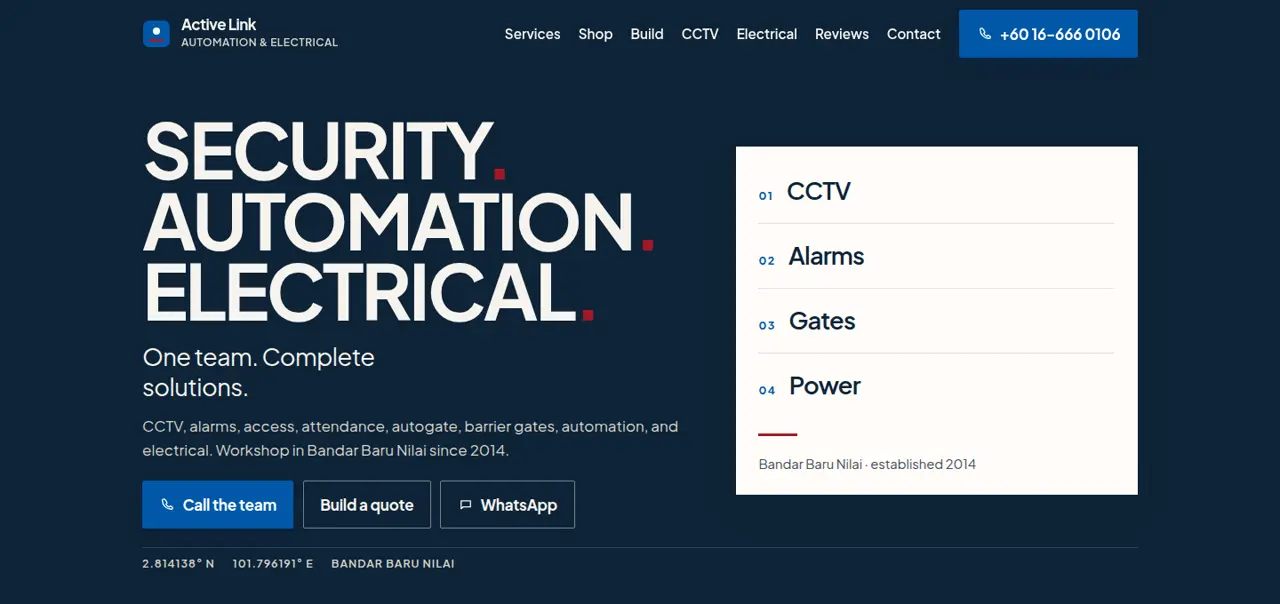 Active Link
AUTOMATION & ELECTRICAL
Services
Shop
Build
CCTV
Electrical
Reviews
Contact
+60 16-666 0106
SECURITY.
AUTOMATION.
ELECTRICAL.
One team. Complete
solutions.
CCTV, alarms, access, attendance, autogate, barrier gates, automation, and
electrical. Workshop in Bandar Baru Nilai since 2014.
Call the team
Build a quote
WhatsApp
01 CCTV
02 Alarms
03 Gates
04 Power
Bandar Baru Nilai · established 2014
2.814138° N 101.796191° E BANDAR BARU NILAI